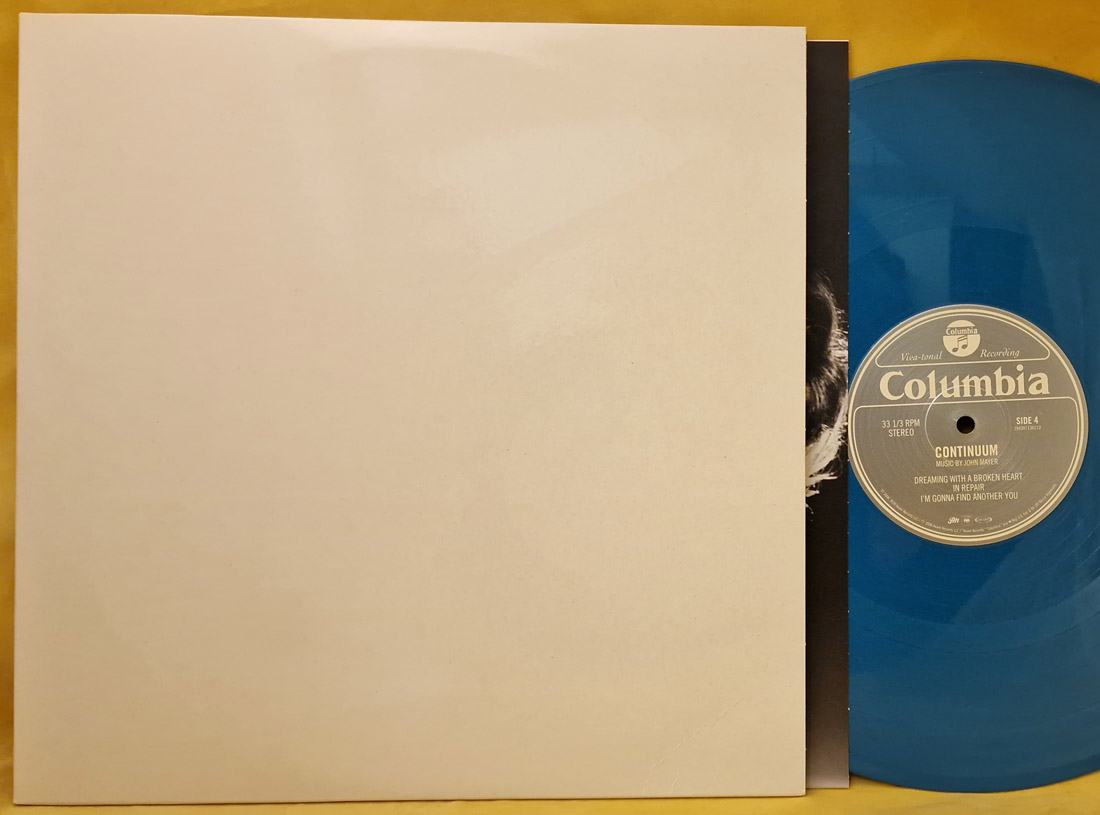 Columbia
Viva-tonal Recording
Columbia
33 1/3 RPM
STEREO
SIDE 4
CONTINUUM
MUSIC BY JOHN MAYER
DREAMING WITH A BROKEN HEART
IN REPAIR
I'M GONNA FIND ANOTHER YOU